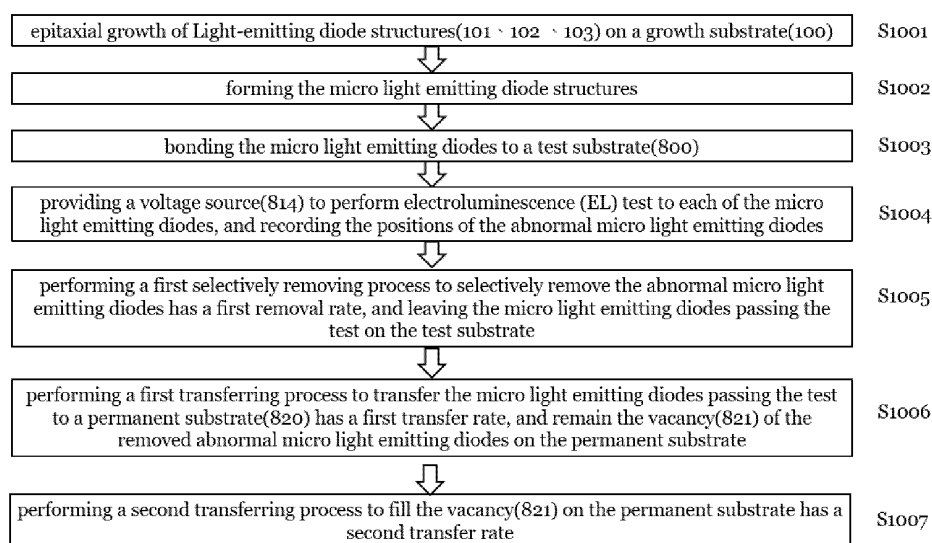 epitaxial growth of Light-emitting diode structures(101、102、103) on a growth substrate(100) S1001
forming the micro light emitting diode structures S1002
bonding the micro light emitting diodes to a test substrate(800) S1003
providing a voltage source(814) to perform electroluminescence (EL) test to each of the micro
light emitting diodes, and recording the positions of the abnormal micro light emitting diodes
S1004
performing a first selectively removing process to selectively remove the abnormal micro light
emitting diodes has a first removal rate, and leaving the micro light emitting diodes passing the
test on the test substrate
S1005
performing a first transferring process to transfer the micro light emitting diodes passing the test
to a permanent substrate(820) has a first transfer rate, and remain the vacancy(821) of the
removed abnormal micro light emitting diodes on the permanent substrate
S1006
performing a second transferring process to fill the vacancy(821) on the permanent substrate has a
second transfer rate
S1007